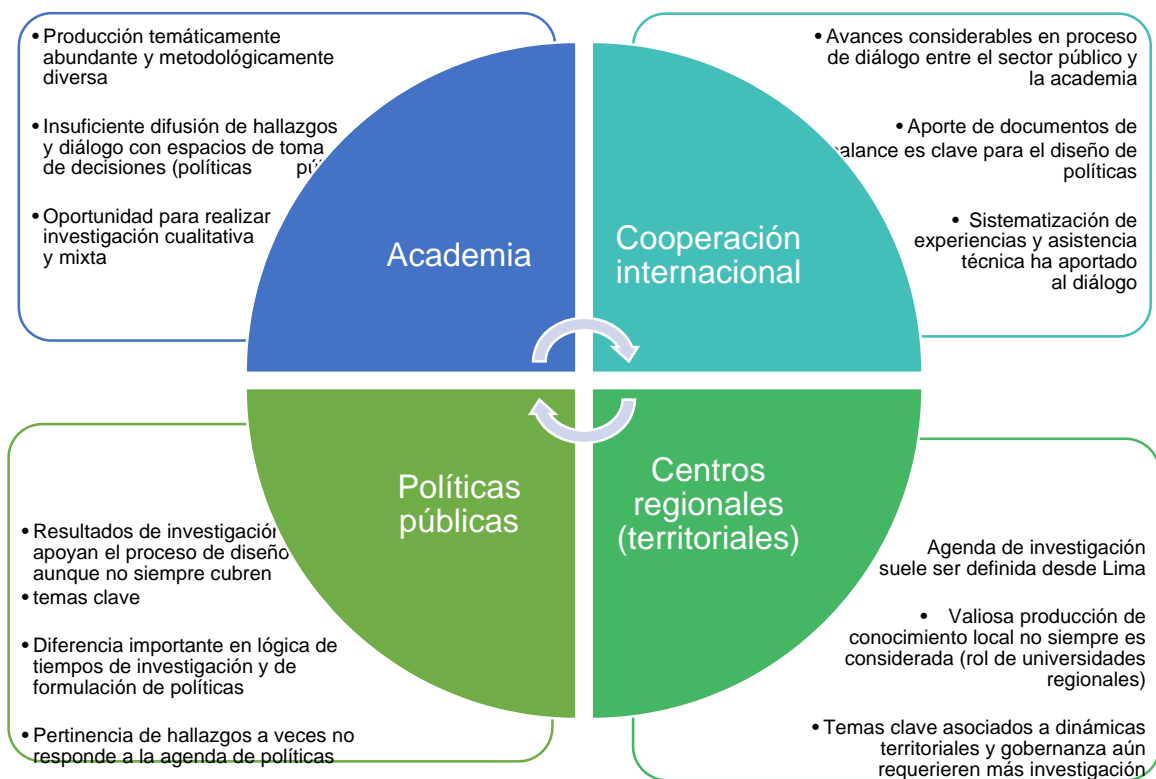 • Producción temáticamente
abundante y metodológicamente
diversa
• Insuficiente difusión de hallazgos
y diálogo con espacios de toma
de decisiones (políticas
• Oportunidad para realizar
investigación cualitativa
y mixta
Academia
• Avances considerables en proceso
de diálogo entre el sector público y
la academia
• Aporte de documentos de
es clave para el diseño de
políticas
• Sistematización de
experiencias y asistencia
técnica ha aportado
al diálogo
Cooperación
internacional
Políticas
públicas
• Resultados de investigación
apoyan el proceso de diseño
aunque no siempre cubren
• temas clave
• Diferencia importante en lógica de
tiempos de investigación y de
formulación de políticas
• Pertinencia de hallazgos a veces no
responde a la agenda de políticas
Centros
regionales
(territoriales)
Agenda de investigación
suele ser definida desde Lima
• Valiosa producción de
conocimiento local no siempre es
considerada (rol de universidades
regionales)
• Temas clave asociados a dinámicas
territoriales y gobernanza aún
requerieren más investigación